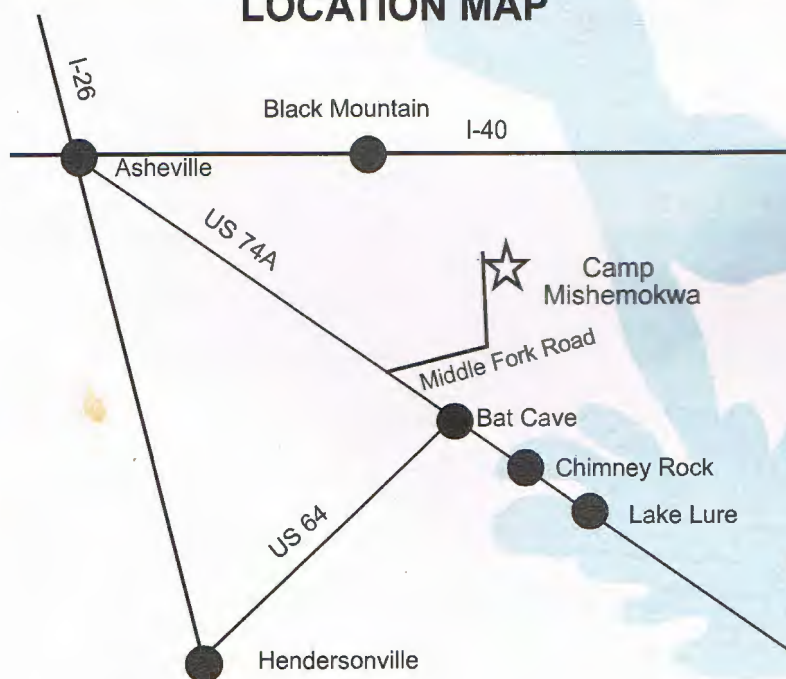 LOCATION MAP
I-26
Black Mountain
I-40
Asheville
US 74A
Camp
Mishemokwa
Middle Fork Road
Bat Cave
Chimney Rock
Lake Lure
US 64
Hendersonville